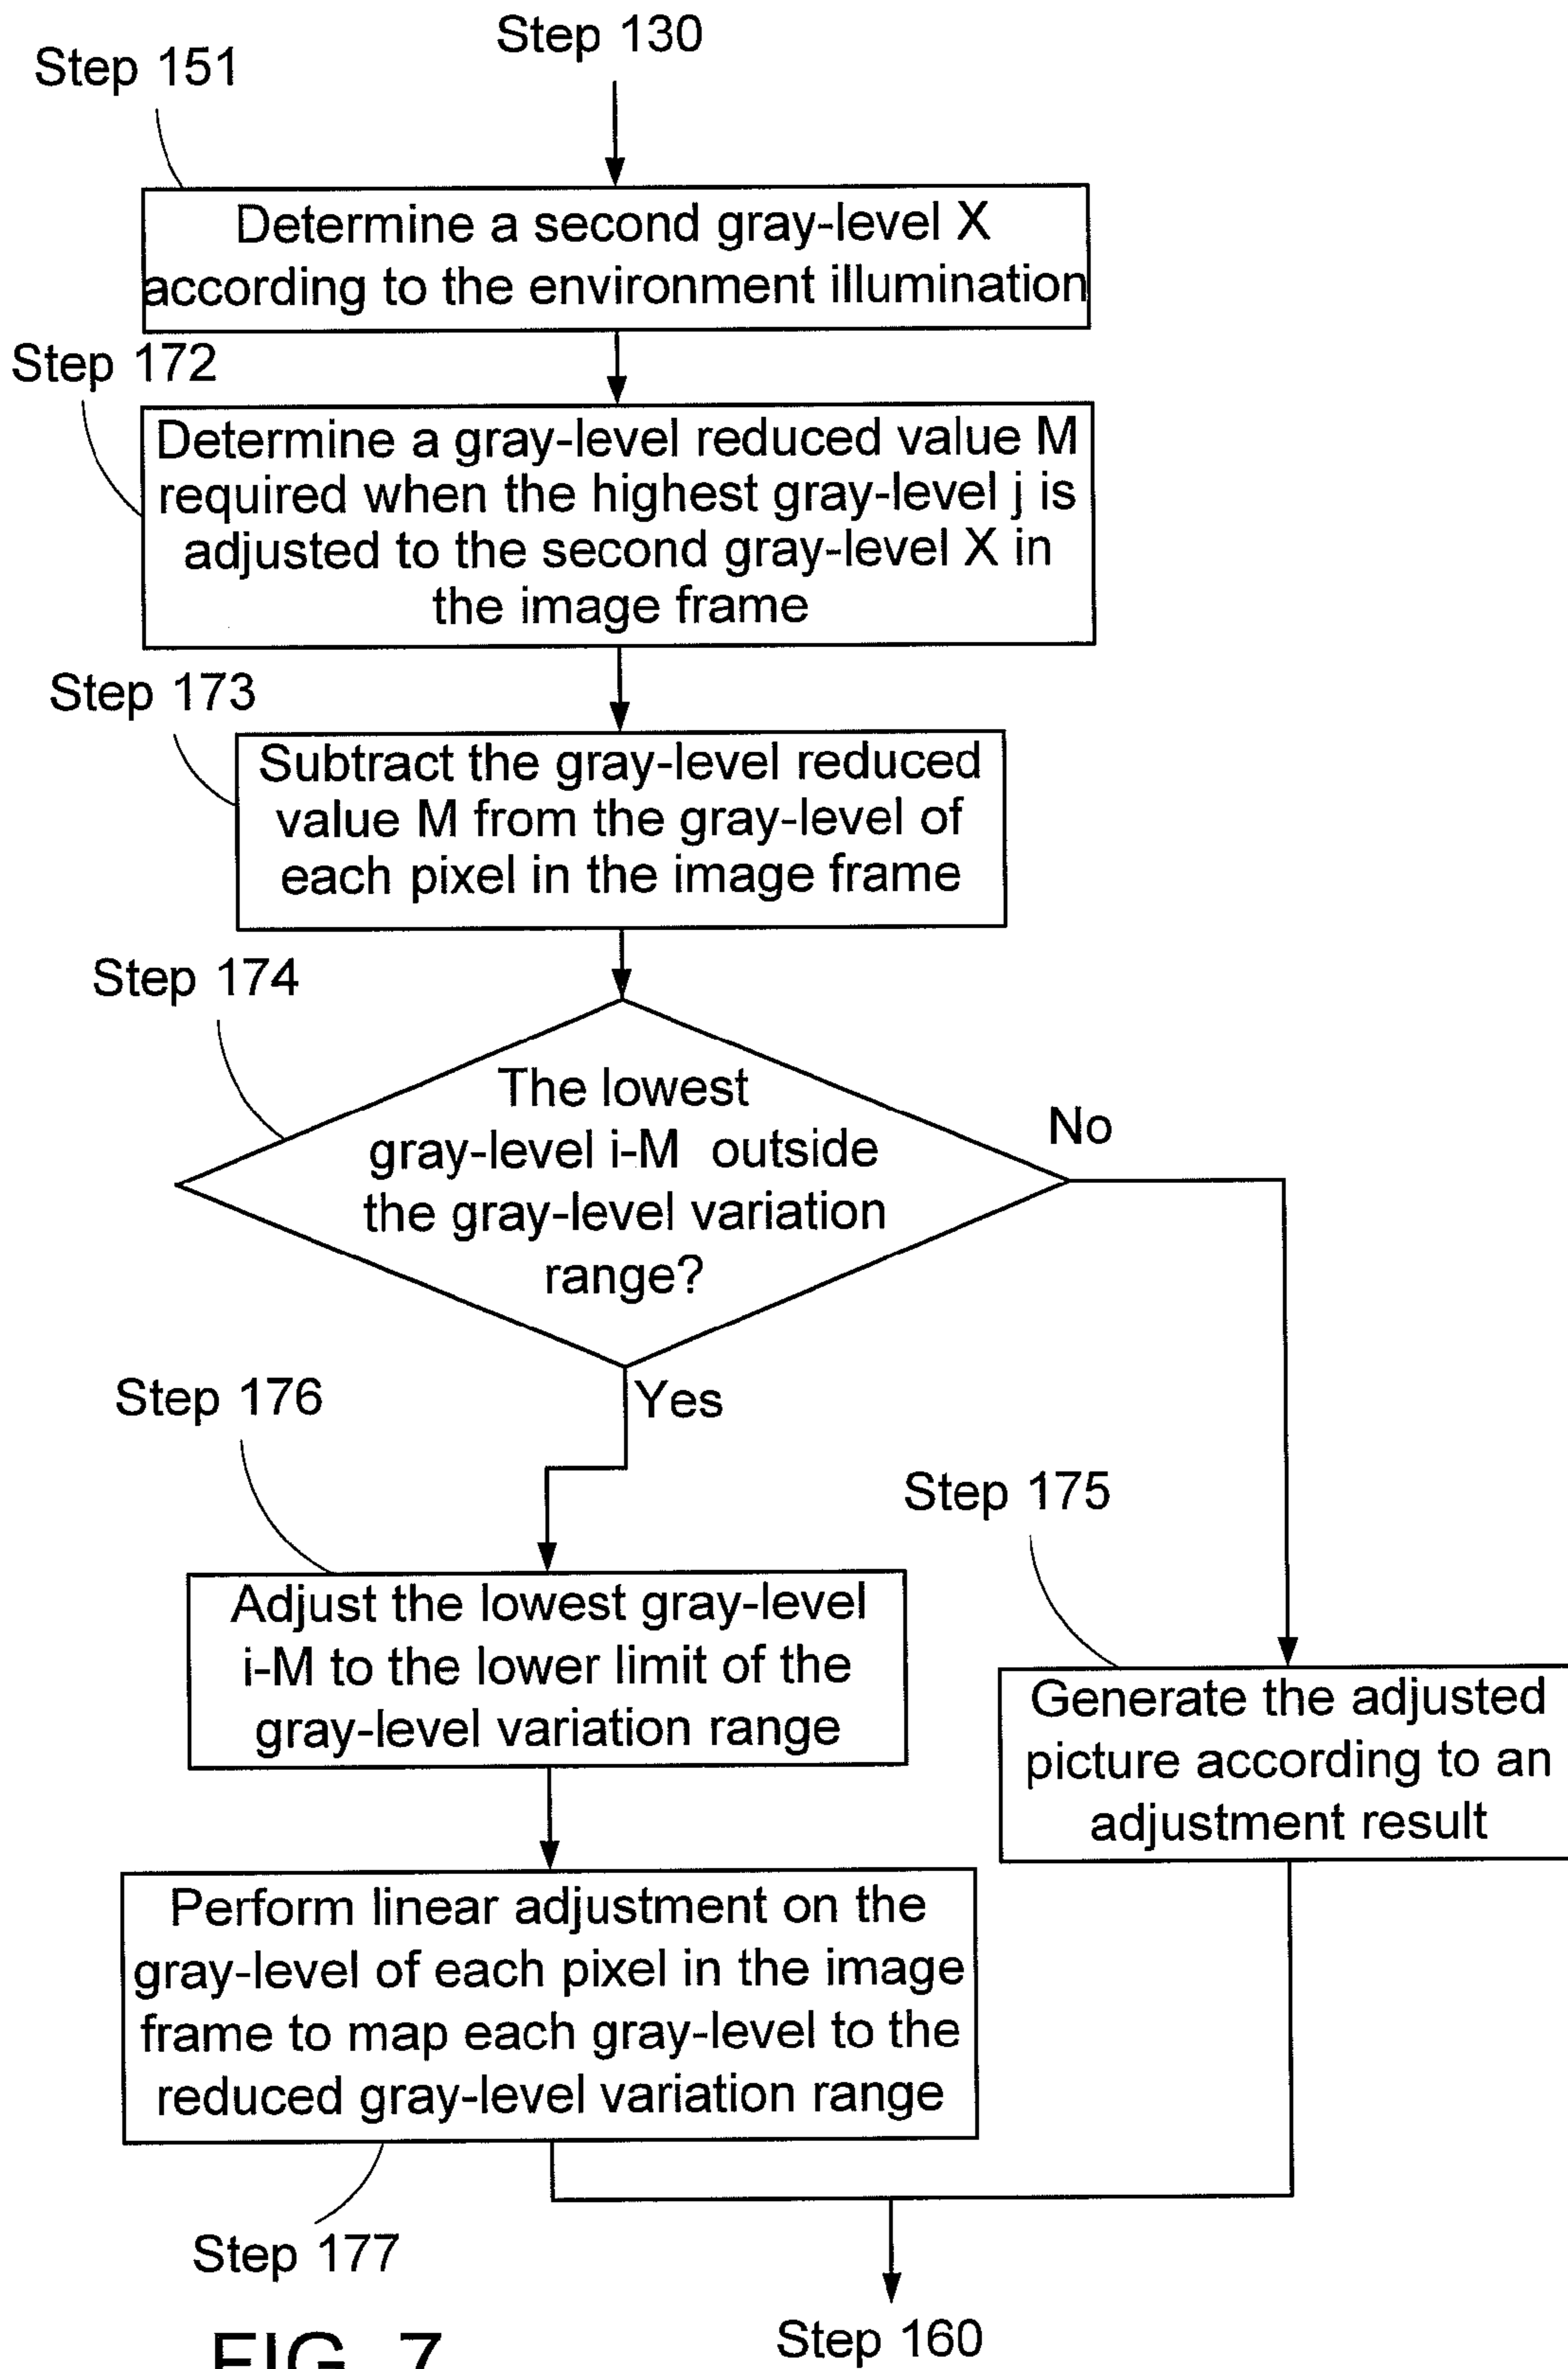 Step 130
Step 151
Determine a second gray-level X
according to the environment illumination
Step 172
Determine a gray-level reduced value M
required when the highest gray-level j is
adjusted to the second gray-level X in
the image frame
Step 173
Subtract the gray-level reduced
value M from the gray-level of
each pixel in the image frame
Step 174
The lowest
gray-level i-M outside
the gray-level variation
range?
No
Yes
Step 176
Step 175
Adjust the lowest gray-level
i-M to the lower limit of the
gray-level variation range
Generate the adjusted
picture according to an
adjustment result
Perform linear adjustment on the
gray-level of each pixel in the image
frame to map each gray-level to the
reduced gray-level variation range
Step 177
Step 160
FIG. 7